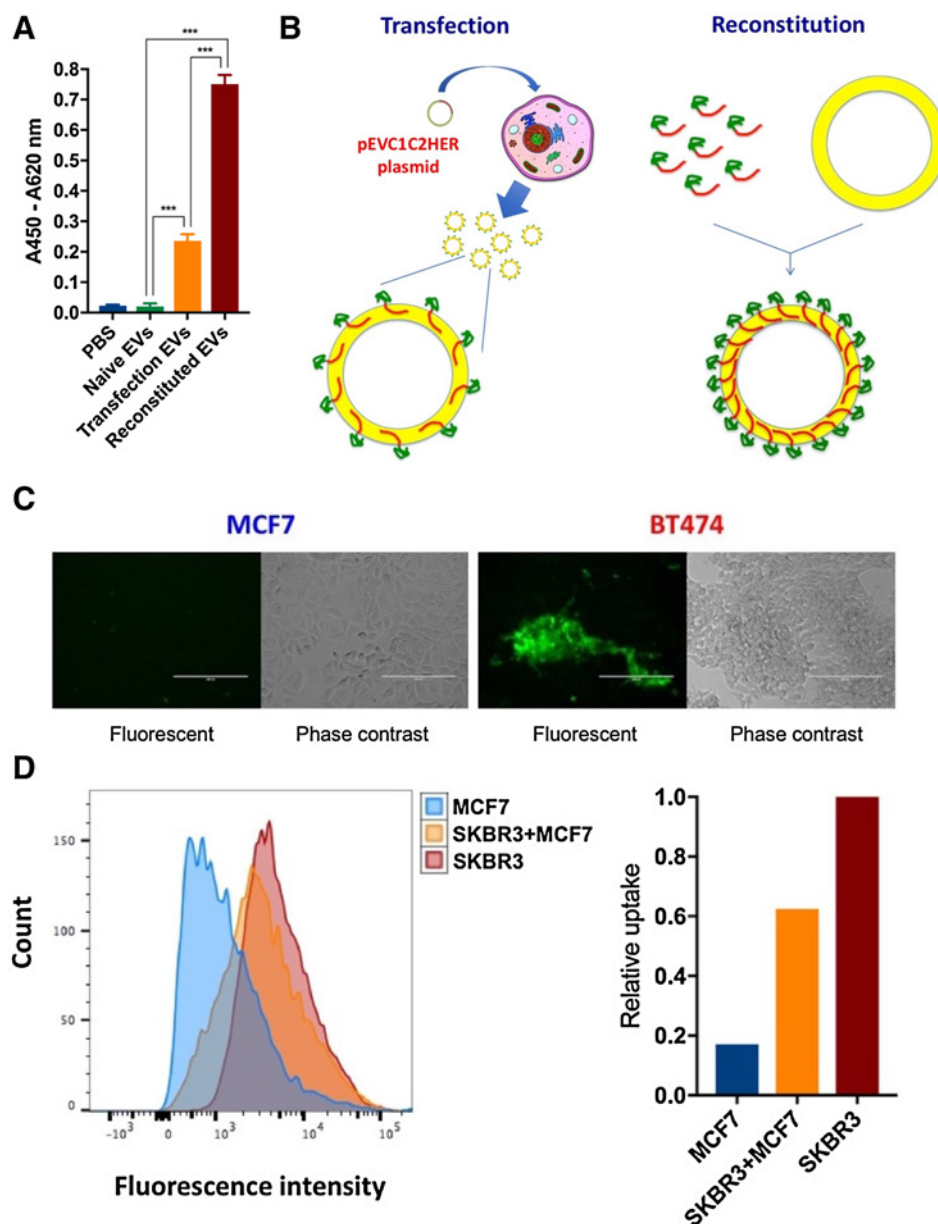 A
A450 - A620 nm
0.8
0.7
0.6
0.5
0.4
0.3
0.2
0.1
0.0
***
***
***
PBS
Naive EVs
Transfection EVs
Reconstituted EVs
B
Transfection
Reconstitution
pEVC1C2HER
plasmid
C
MCF7
BT474
Fluorescent
Phase contrast
Fluorescent
Phase contrast
D
Count
150
100
50
0
-10³
0
10³
10⁴
10⁵
Fluorescence intensity
MCF7
SKBR3+MCF7
SKBR3
Relative uptake
1.0
0.8
0.6
0.4
0.2
0.0
MCF7
SKBR3+MCF7
SKBR3